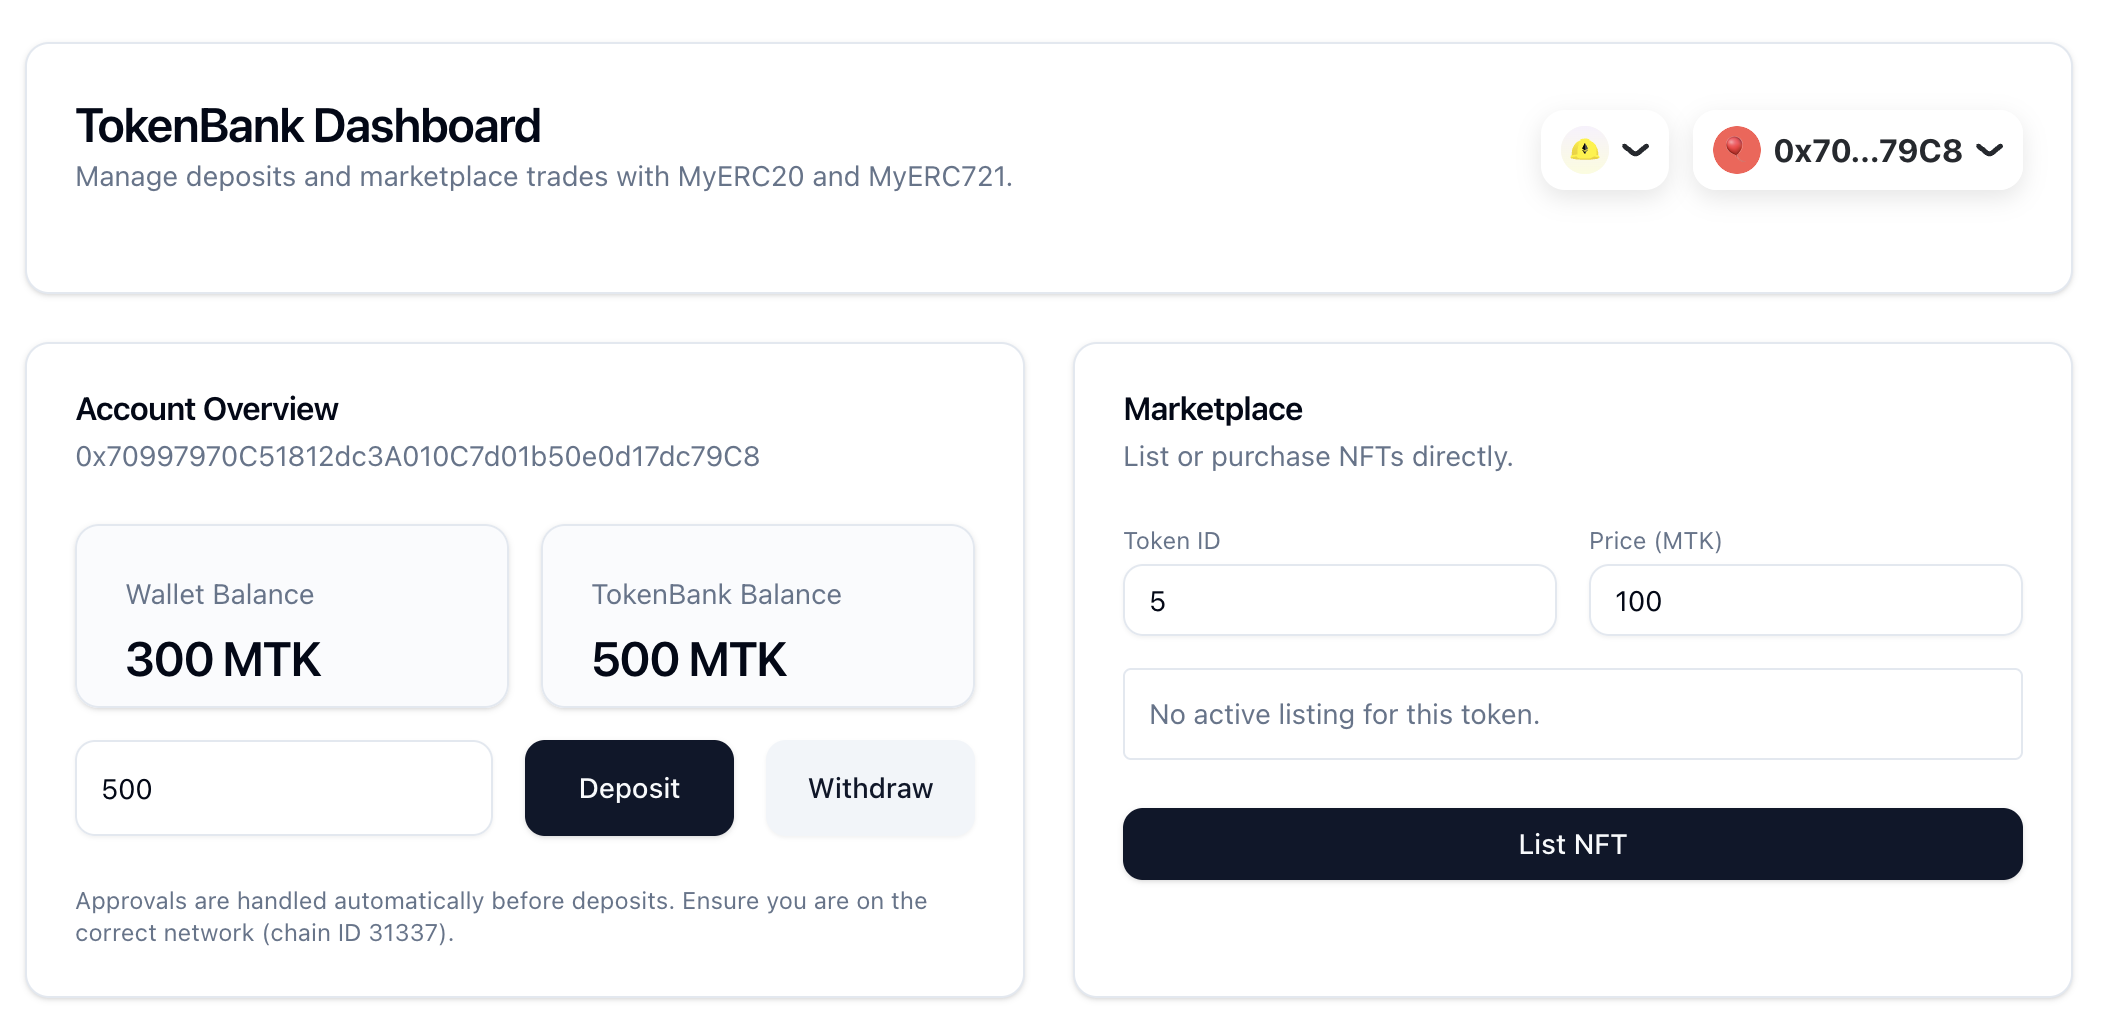 TokenBank Dashboard
Manage deposits and marketplace trades with MyERC20 and MyERC721.
0x70...79C8
Account Overview
0x70997970C51812dc3A010C7d01b50e0d17dc79C8
Wallet Balance
300 MTK
TokenBank Balance
500 MTK
500
Deposit
Withdraw
Approvals are handled automatically before deposits. Ensure you are on the
correct network (chain ID 31337).
Marketplace
List or purchase NFTs directly.
Token ID
Price (MTK)
5
100
No active listing for this token.
List NFT